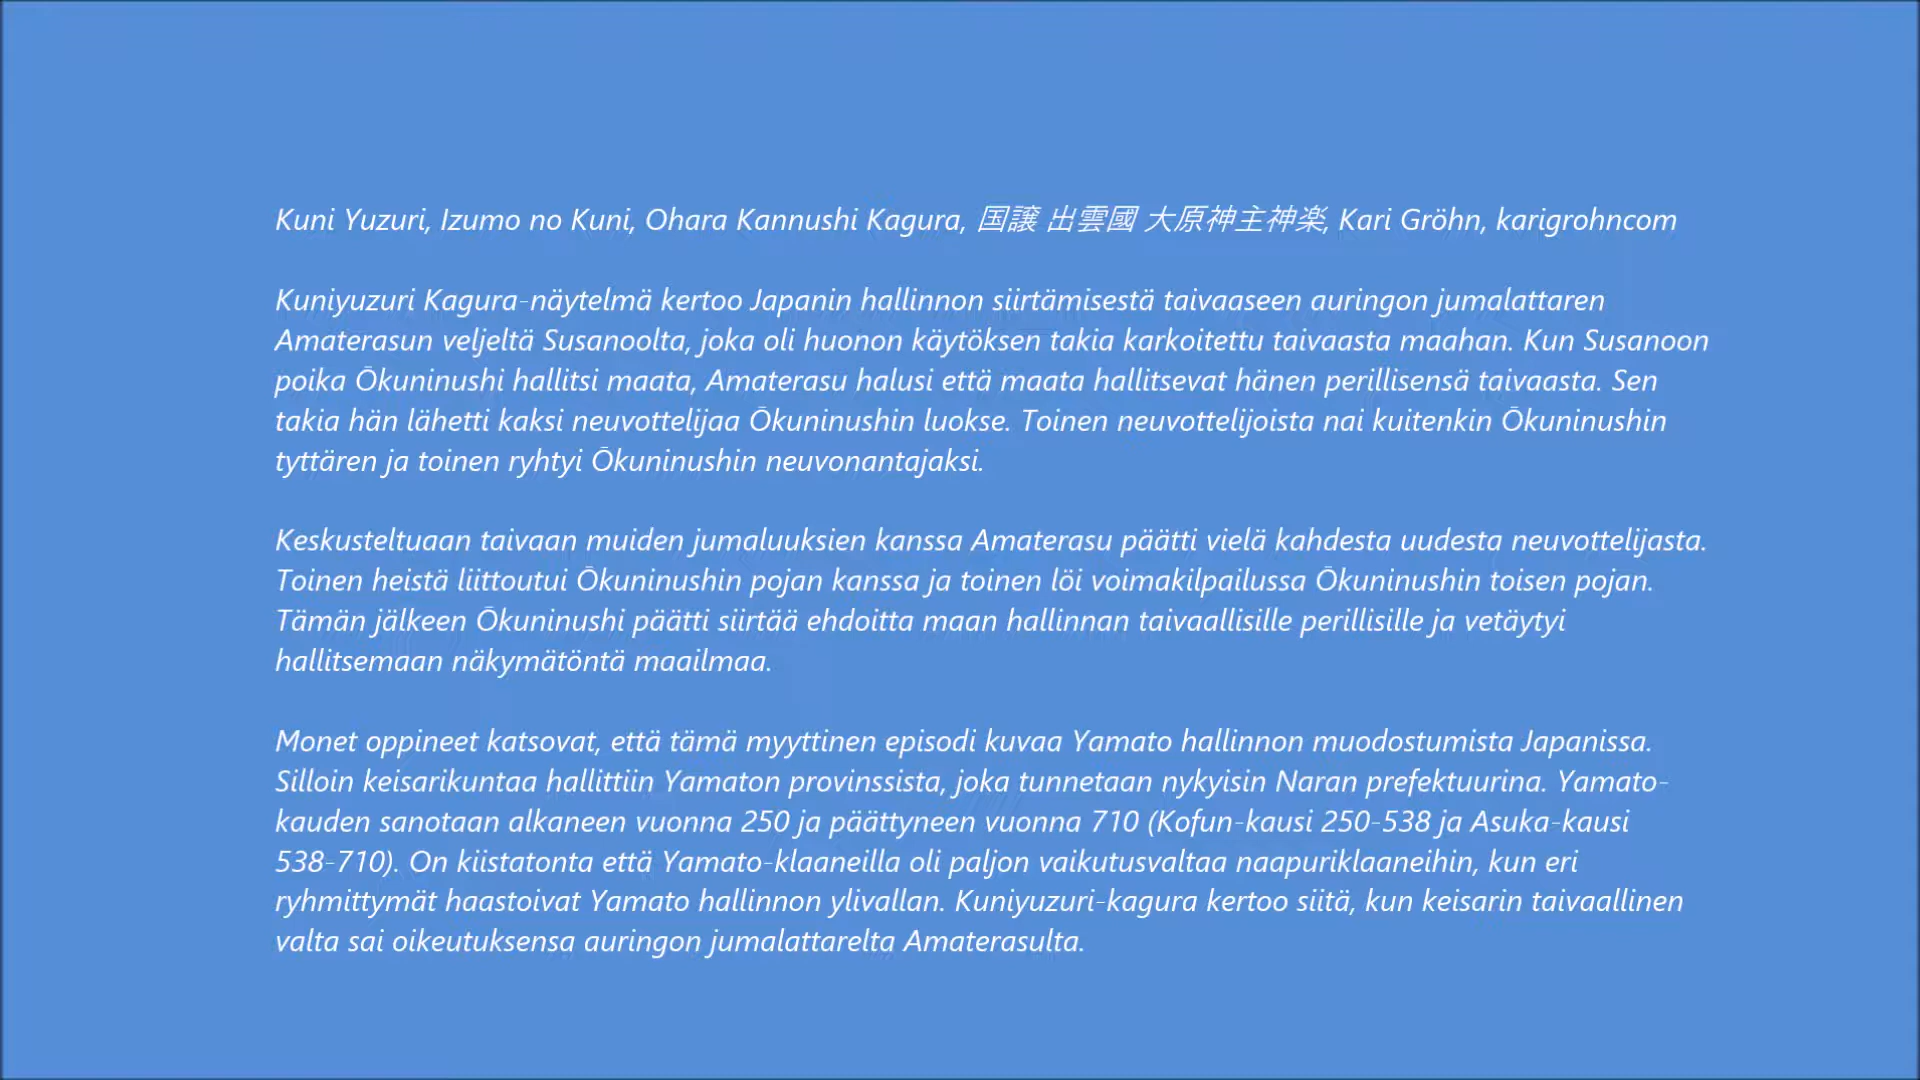 Kuni Yuzuri, Izumo no Kuni, Ohara Kannushi Kagura, 国譲 出雲國 大原神主神楽, Kari Gröhn, karigrohncom
Kuniyuzuri Kagura-näytelmä kertoo Japanin hallinnon siirtämisestä taivaaseen auringon jumalattaren
Amaterasun veljeltä Susanoolta, joka oli huonon käytöksen takia karkoitettu taivaasta maahan. Kun Susanoon
poika Ōkuninushi hallitsi maata, Amaterasu halusi että maata hallitsevat hänen perillisensä taivaasta. Sen
takia hän lähetti kaksi neuvottelijaa Ōkuninushin luokse. Toinen neuvottelijoista nai kuitenkin Ōkuninushin
tyttären ja toinen ryhtyi Ōkuninushin neuvonantajaksi.
Keskusteltuaan taivaan muiden jumaluuksien kanssa Amaterasu päätti vielä kahdesta uudesta neuvottelijasta.
Toinen heistä liittoutui Ōkuninushin pojan kanssa ja toinen löi voimakilpailussa Ōkuninushin toisen pojan.
Tämän jälkeen Ōkuninushi päätti siirtää ehdoitta maan hallinnan taivaallisille perillisille ja vetäytyi
hallitsemaan näkymätöntä maailmaa.
Monet oppineet katsovat, että tämä myyttinen episodi kuvaa Yamato hallinnon muodostumista Japanissa.
Silloin keisarikuntaa hallittiin Yamaton provinssista, joka tunnetaan nykyisin Naran prefektuurina. Yamato-
kauden sanotaan alkaneen vuonna 250 ja päättyneen vuonna 710 (Kofun-kausi 250-538 ja Asuka-kausi
538-710). On kiistatonta että Yamato-klaaneilla oli paljon vaikutusvaltaa naapuriklaaneihin, kun eri
ryhmittymät haastoivat Yamato hallinnon ylivallan. Kuniyuzuri-kagura kertoo siitä, kun keisarin taivaallinen
valta sai oikeutuksensa auringon jumalattarelta Amaterasulta.